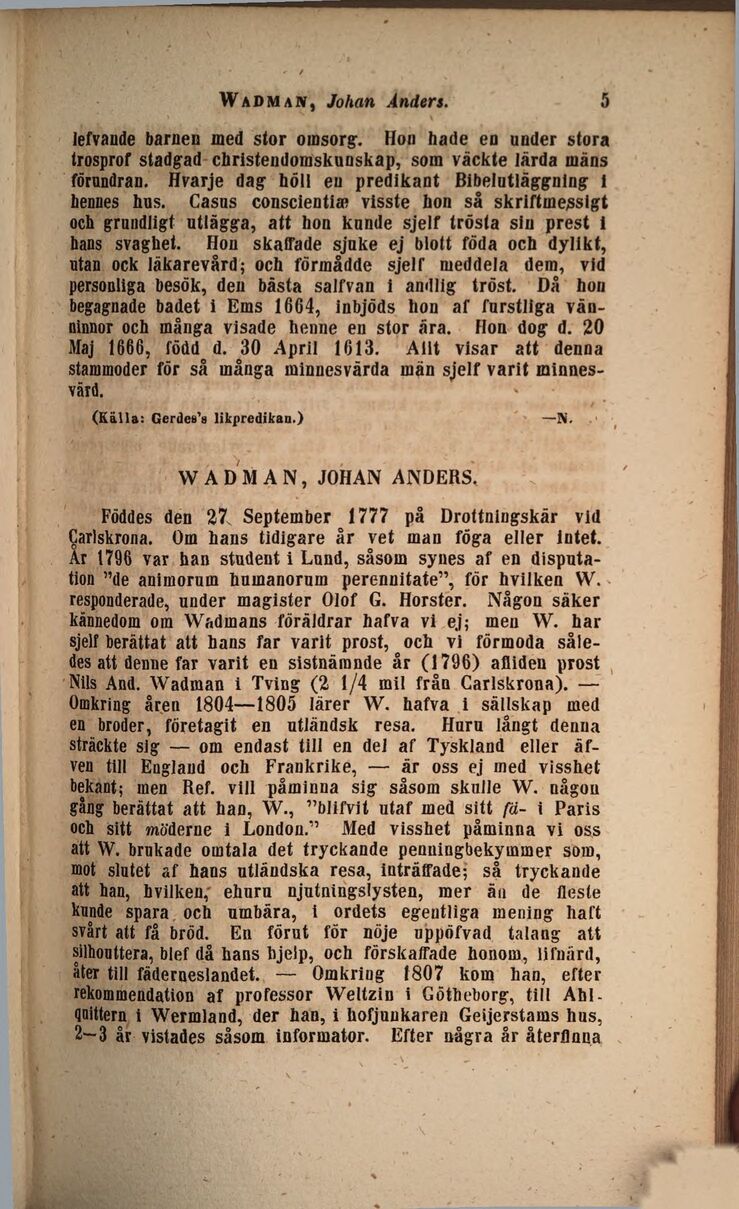 WADMAN, Johan Anders. 5
lefvande barnen med stor omsorg. Hon hade en under stora
trosprof stadgad christendomskunskap, som väckte lärda mäns
förundran. Hvarje dag höll en predikant Bibelutläggning i
hennes hus. Casus conscientiæ visste hon så skriftmessigt
och grundligt utlägga, att hon kunde sjelf trösta sin prest i
hans svaghet. Hon skaffade sjuke ej blott föda och dylikt,
utan ock läkarevård; och förmådde sjelf meddela dem, vid
personliga besök, den bästa salfvan i andlig tröst. Då hon
begagnade badet i Ems 1664, inbjöds hon af furstliga vän-
ninnor och många visade henne en stor ära. Hon dog d. 20
Maj 1666, född d. 30 April 1613. Allt visar att denna
stammoder för så många minnesvärda män sjelf varit minnes-
värd.
(Källa: Gerdes's likpredikan.) —N.
WADMAN, JOHAN ANDERS.
Föddes den 27 September 1777 på Drottningskär vid
Carlskrona. Om hans tidigare år vet man föga eller intet.
År 1796 var han student i Lund, såsom synes af en disputa-
tion ”de animorum humanorum perennitate”, för hvilken W.
responderade, under magister Olof G. Horster. Någon säker
kännedom om Wadmans föräldrar hafva vi ej; men W. har
sjelf berättat att hans far varit prost, och vi förmoda såle-
des att denne far varit en sistnämnde år (1796) afliden prost
Nils And. Wadman i Tving (2 1/4 mil från Carlskrona). —
Omkring åren 1804—1805 lärer W. hafva i sällskap med
en broder, företagit en utländsk resa. Huru långt denna
sträckte sig — om endast till en del af Tyskland eller äf-
ven till England och Frankrike, — är oss ej med visshet
bekant; men Ref. vill påminna sig såsom skulle W. någon
gång berättat att han, W., ”blifvit utaf med sitt fä- i Paris
och sitt möderne i London.” Med visshet påminna vi oss
att W. brukade omtala det tryckande penningbekymmer som,
mot slutet af hans utländska resa, inträffade; så tryckande
att han, hvilken, ehuru njutningslysten, mer än de fleste
kunde spara och umbära, i ordets egentliga mening haft
svårt att få bröd. En förut för nöje uppöfvad talang att
silhouttera, blef då hans hjelp, och förskaffade honom, lifnärd,
åter till fäderneslandet. — Omkring 1807 kom han, efter
rekommendation af professor Weltzin i Götheborg, till Ahl-
quittern i Wermland, der han, i hofjunkaren Geijerstams hus,
2—3 år vistades såsom informator. Efter några år återfinna